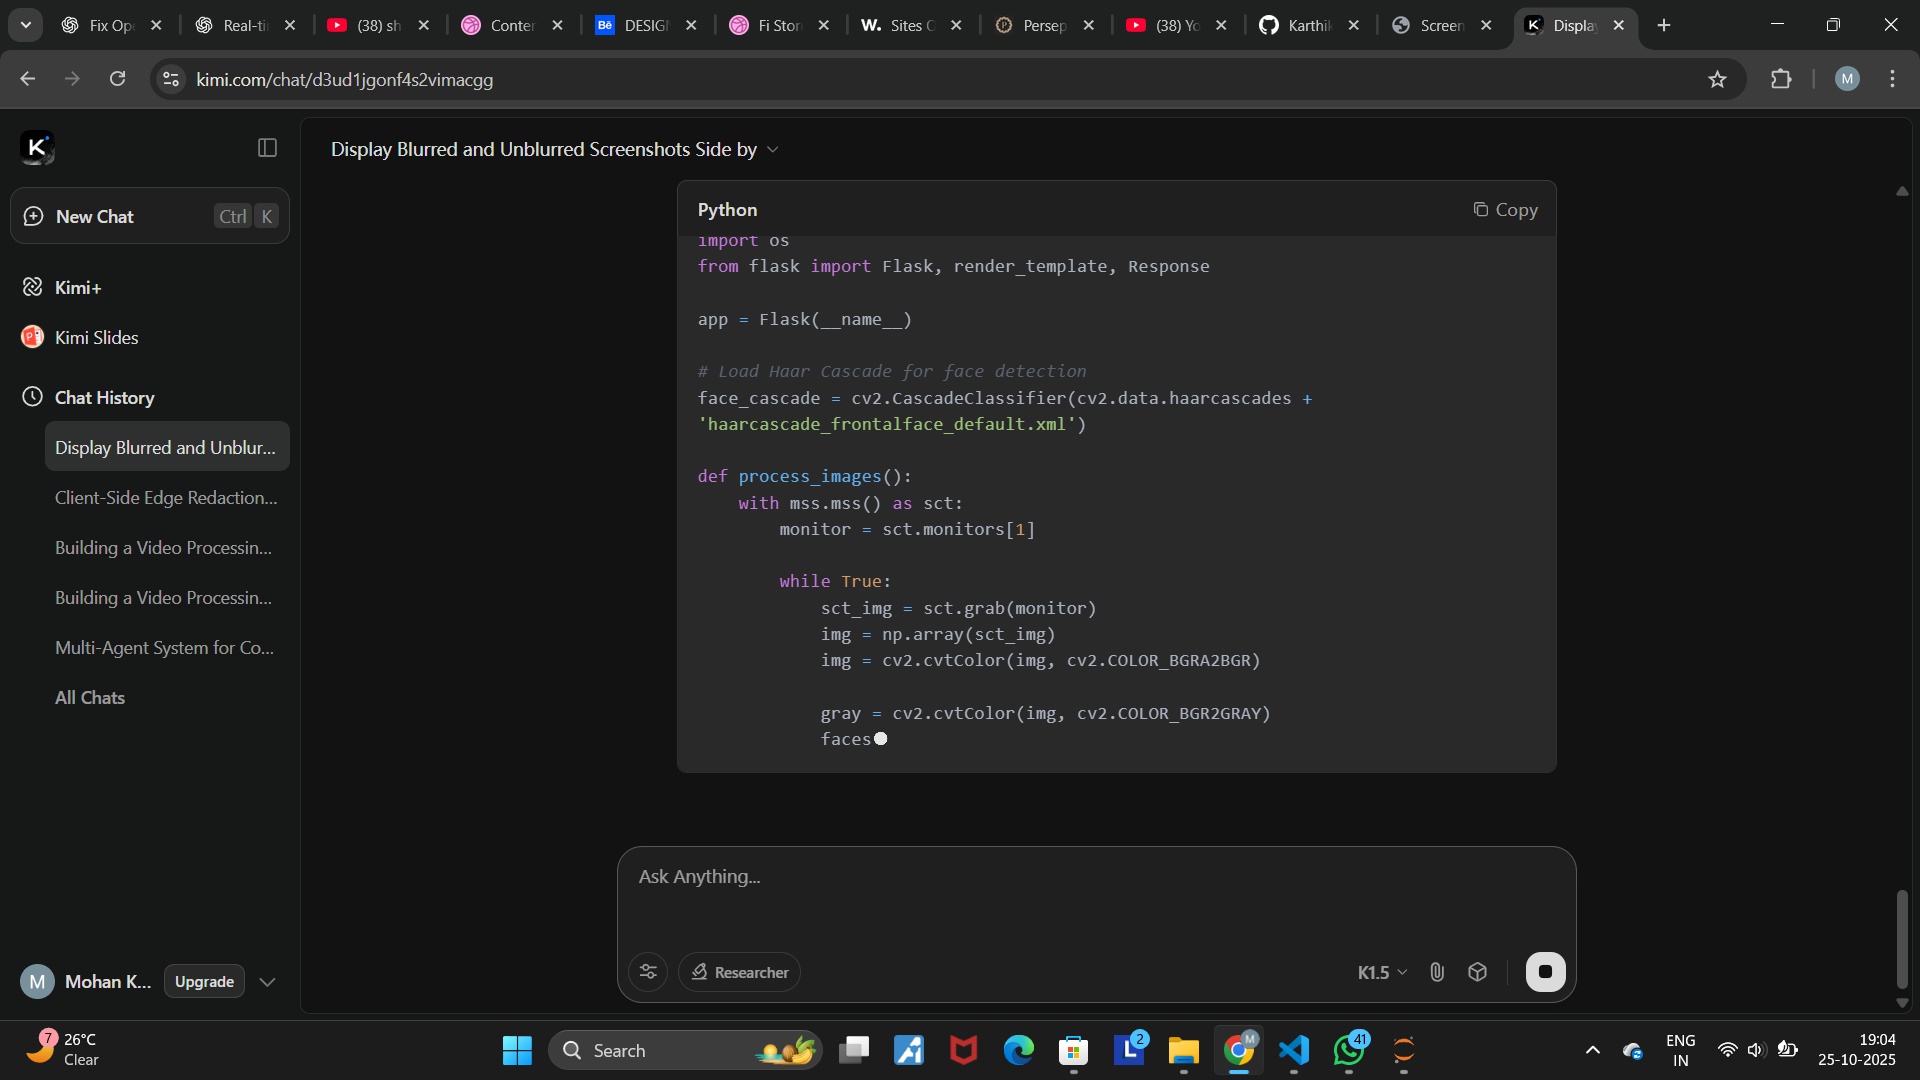 Fix Op
Real-ti
(38) sh
Conter
Bē
DESIG
Fi Stor
W.
Sites
Persep
(38) Yo
Karthik
Screen
Displa
kimi.com/chat/d3ud1jgonf4s2vimacgg
M
K
Display Blurred and Unblurred Screenshots Side by
New Chat
Ctrl K
Kimi+
Kimi Slides
Chat History
Display Blurred and Unblur...
Client-Side Edge Redaction...
Building a Video Processin...
Building a Video Processin...
Multi-Agent System for Co...
All Chats
M
Mohan K...
Upgrade
Python
Copy
import os
from flask import Flask, render_template, Response
app = Flask(__name__)
# Load Haar Cascade for face detection
face_cascade = cv2.CascadeClassifier(cv2.data.haarcascades +
'haarcascade_frontalface_default.xml')
def process_images():
with mss.mss() as sct:
monitor = sct.monitors[1]
while True:
sct_img = sct.grab(monitor)
img = np.array(sct_img)
img = cv2.cvtColor(img, cv2.COLOR_BGRA2BGR)
gray = cv2.cvtColor(img, cv2.COLOR_BGR2GRAY)
faces
Ask Anything...
Researcher
K1.5
7
26°C
Clear
Search
L
2
M
41
ENG
IN
19:04
25-10-2025